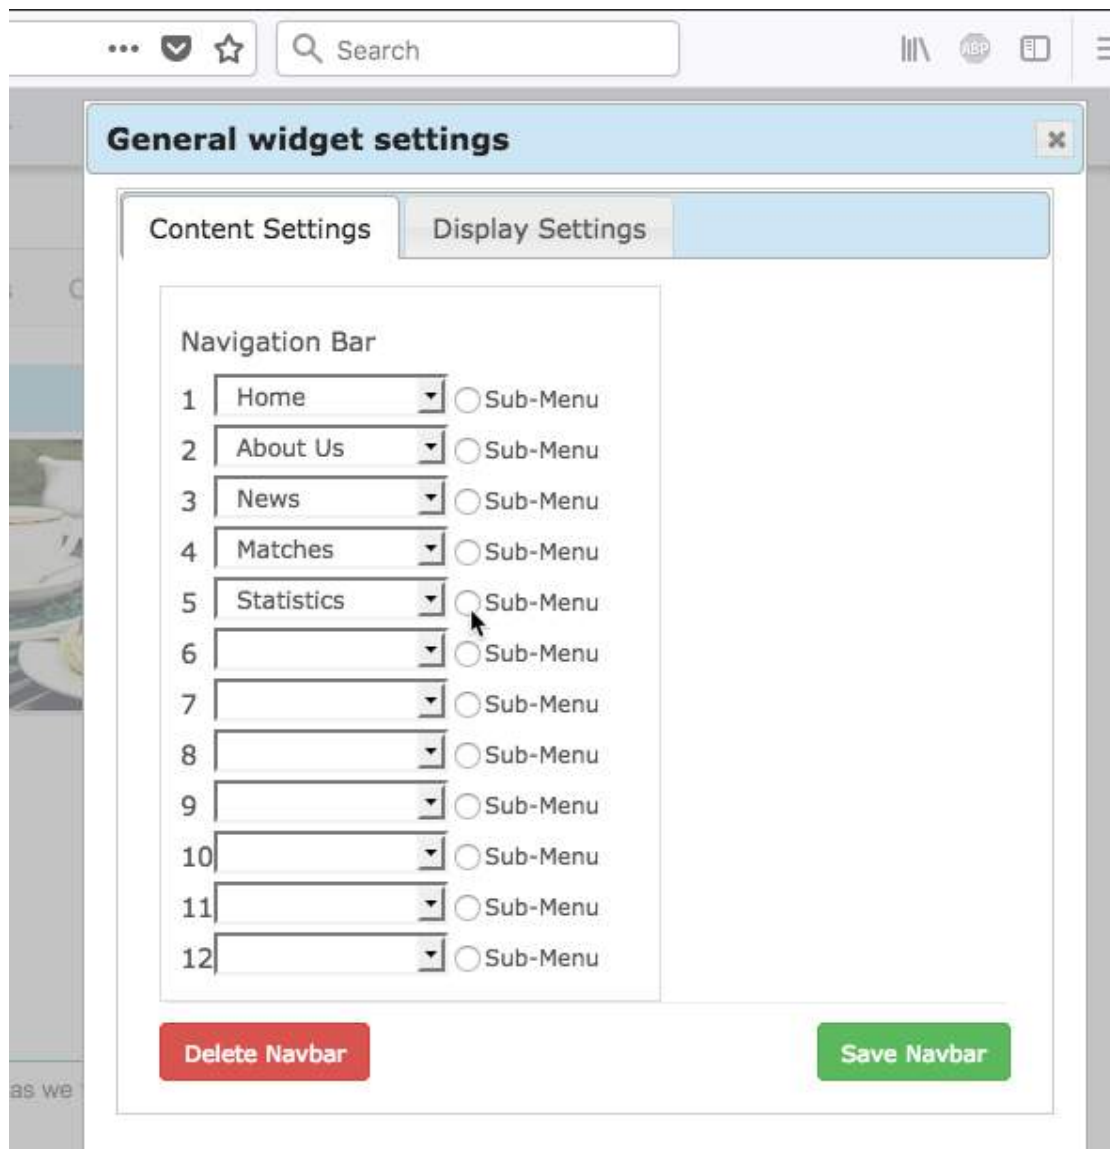 Search
ABP
General widget settings
Content Settings
Display Settings
Navigation Bar
1 Home Sub-Menu
2 About Us Sub-Menu
3 News Sub-Menu
4 Matches Sub-Menu
5 Statistics Sub-Menu
6 Sub-Menu
7 Sub-Menu
8 Sub-Menu
9 Sub-Menu
10 Sub-Menu
11 Sub-Menu
12 Sub-Menu
Delete Navbar
Save Navbar
as we